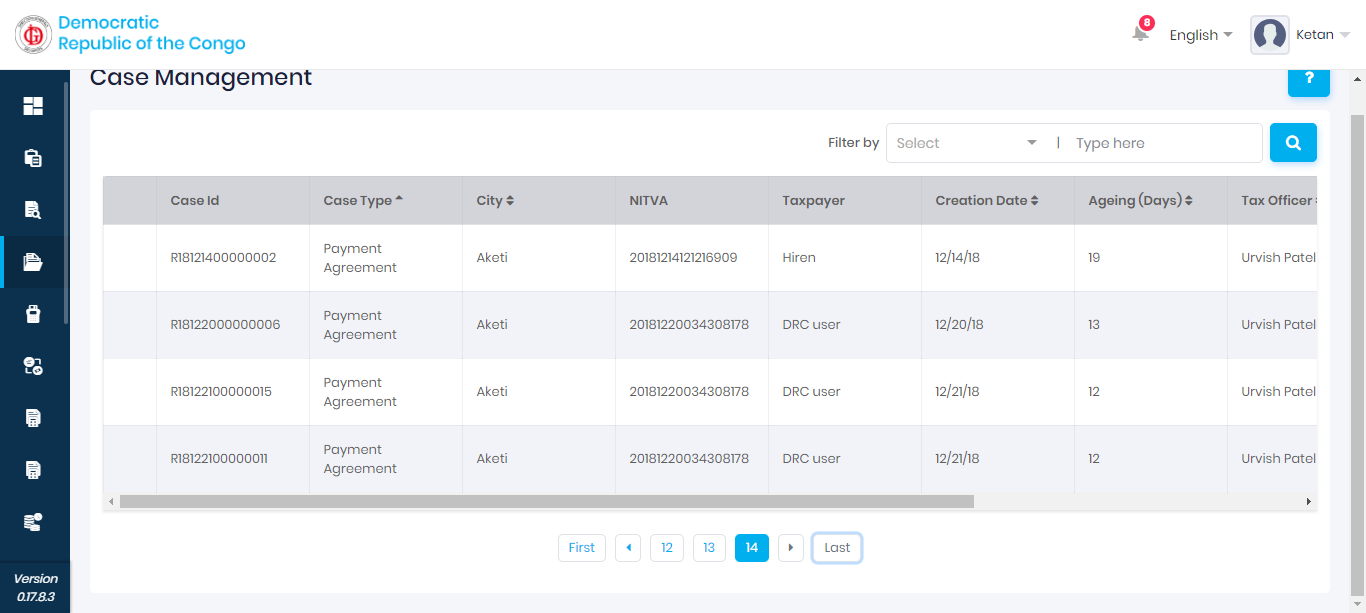 Democratic
Republic of the Congo
8
English
Ketan
Case Management
?
Filter by
Select
|
Type here
Case Id
Case Type
City
NITVA
Taxpayer
Creation Date
Ageing (Days)
Tax Officer
R18121400000002
Payment
Agreement
Aketi
20181214121216909
Hiren
12/14/18
19
Urvish Patel
R18122000000006
Payment
Agreement
Aketi
20181220034308178
DRC user
12/20/18
13
Urvish Patel
R18122100000015
Payment
Agreement
Aketi
20181220034308178
DRC user
12/21/18
12
Urvish Patel
R18122100000011
Payment
Agreement
Aketi
20181220034308178
DRC user
12/21/18
12
Urvish Patel
First
12
13
14
Last
Version
0.17.8.3